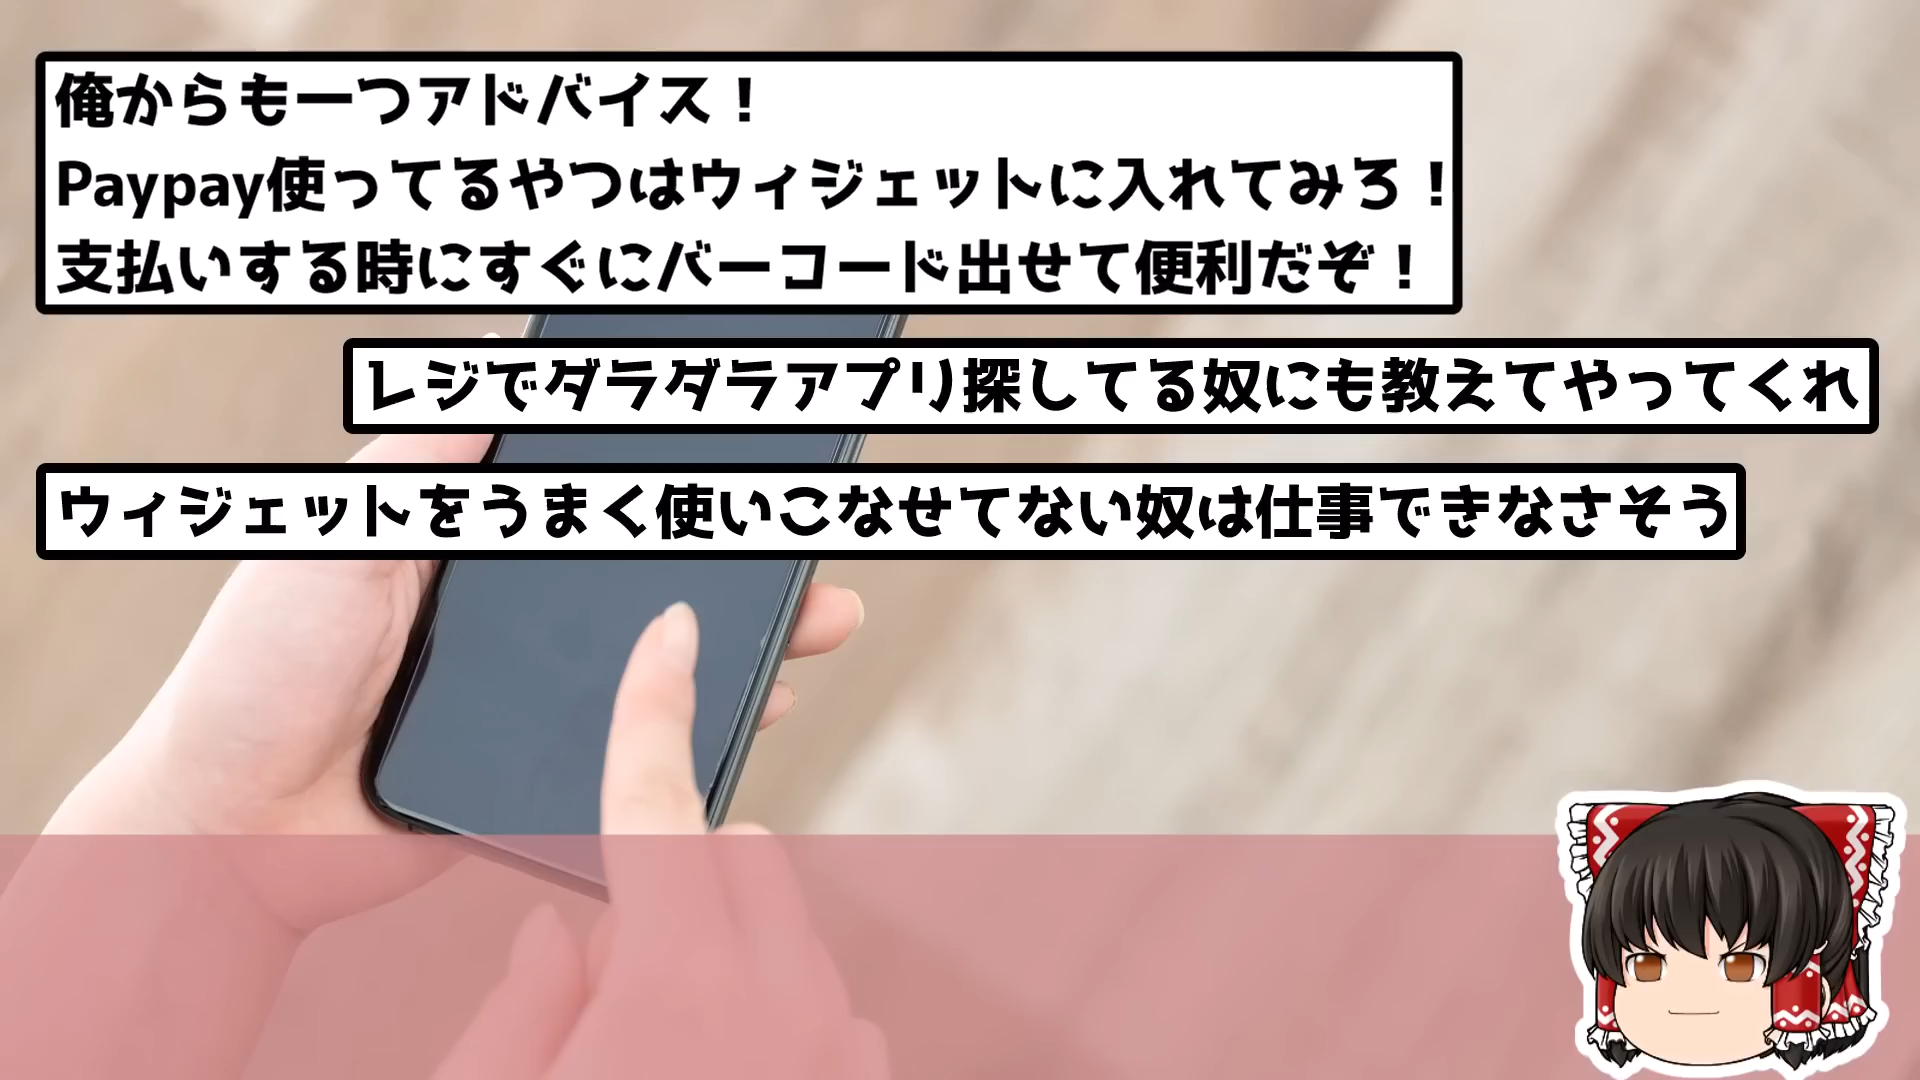 俺からも一つアドバイス！
Paypay使ってるやつはウィジェットに入れてみろ！
支払いする時にすぐにバーコード出せて便利だぞ！
レジでダラダラアプリ探してる奴にも教えてやってくれ
ウィジェットをうまく使いこなせてない奴は仕事できなさそう